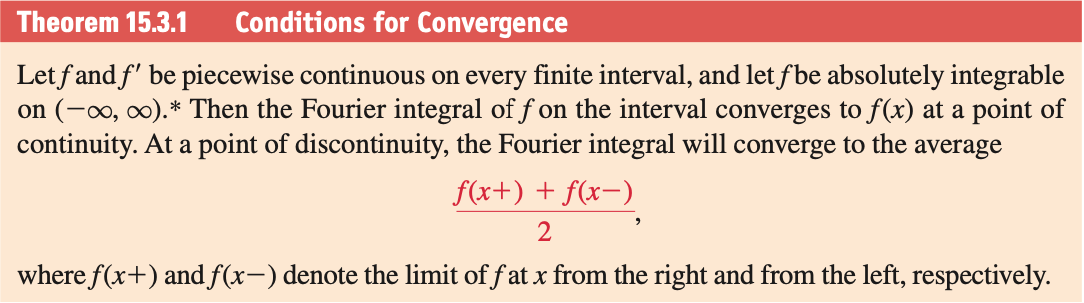 Theorem 15.3.1 Conditions for Convergence
Let f and f′ be piecewise continuous on every finite interval, and let f be absolutely integrable
on (−∞, ∞).* Then the Fourier integral of f on the interval converges to f(x) at a point of
continuity. At a point of discontinuity, the Fourier integral will converge to the average
f(x+) + f(x−)
2 ,
where f(x+) and f(x−) denote the limit of f at x from the right and from the left, respectively.